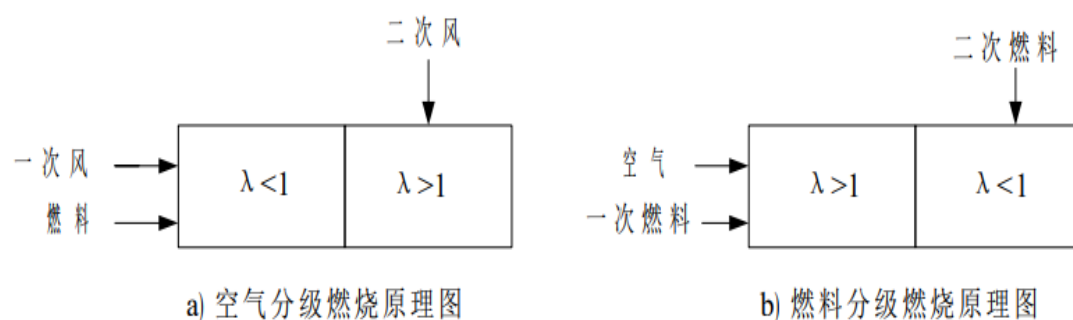 二次风
二次燃料
一次风
λ<1
λ>1
燃料
空气
λ>1
λ<1
一次燃料
a) 空气分级燃烧原理图
b) 燃料分级燃烧原理图